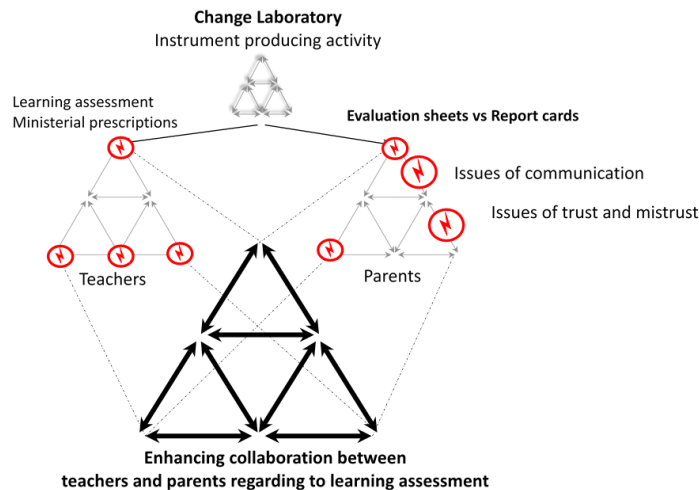 Change Laboratory
Instrument producing activity
Learning assessment
Ministerial prescriptions
Evaluation sheets vs Report cards
Issues of communication
Issues of trust and mistrust
Teachers
Parents
Enhancing collaboration between
teachers and parents regarding to learning assessment